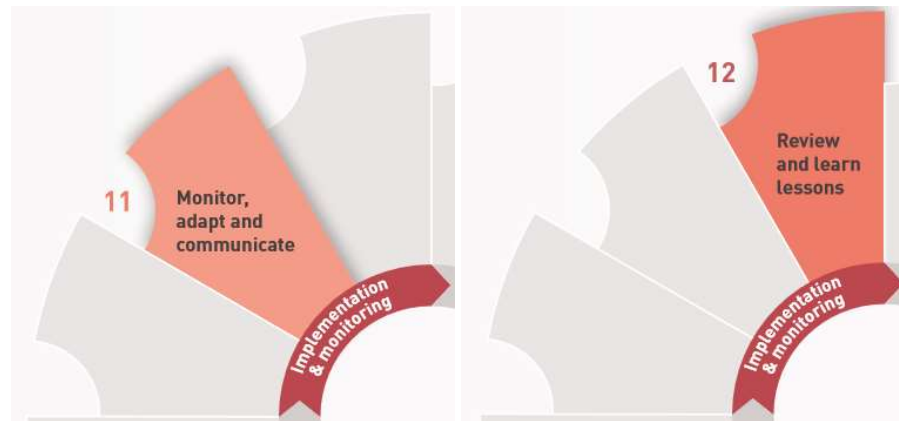 11
Monitor,
adapt and
communicate
Implementation
& monitoring
12
Review
and learn
lessons
Implementation
& monitoring